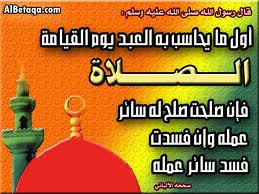 AlBetaqa.com
قال رسول الله صلى الله عليه وسلم :
اول ما يحاسب به العبد يوم القيامة
الصلاة
فإن صلحت صلح له سائر
عمله وإن فسدت
فسد سائر عمله
صححه الألباني